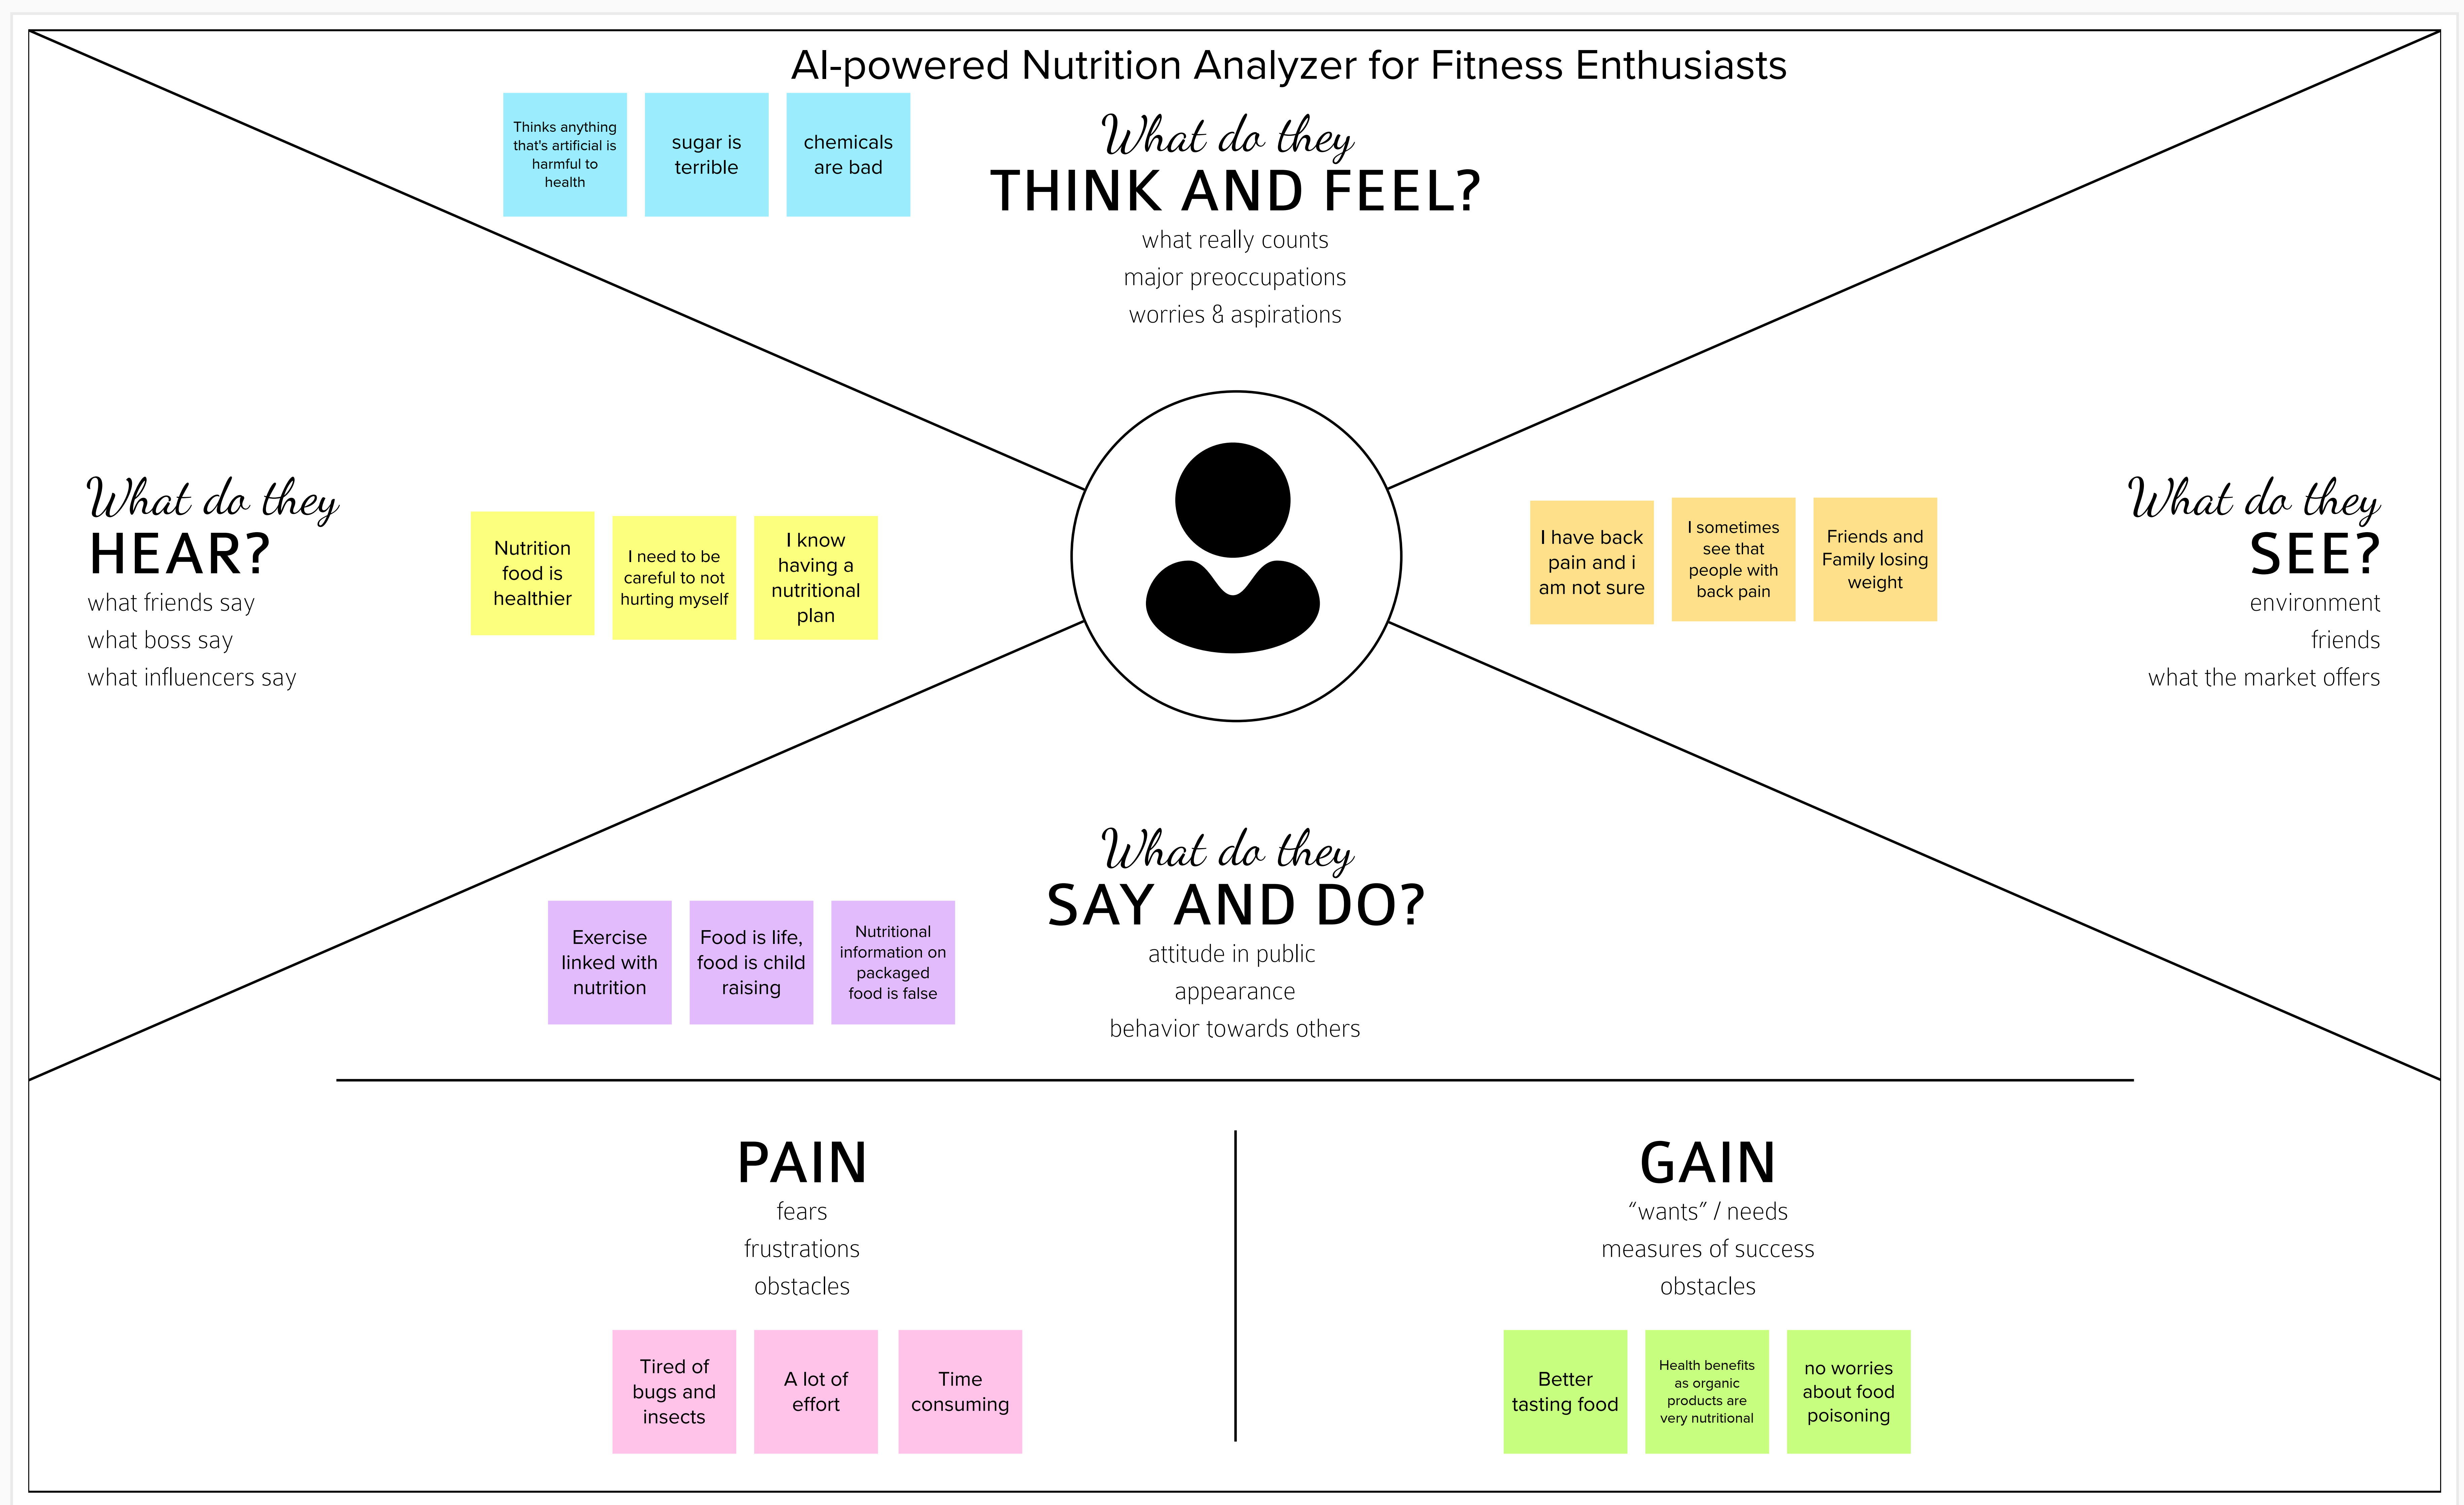 AI-powered Nutrition Analyzer for Fitness Enthusiasts
Thinks anything
that's artificial is
harmful to
health
sugar is
terrible
chemicals
are bad
What do they
THINK AND FEEL?
what really counts
major preoccupations
worries & aspirations
What do they
HEAR?
what friends say
what boss say
what influencers say
Nutrition
food is
healthier
I need to be
careful to not
hurting myself
I know
having a
nutritional
plan
I have back
pain and i
am not sure
I sometimes
see that
people with
back pain
Friends and
Family losing
weight
What do they
SEE?
environment
friends
what the market offers
What do they
SAY AND DO?
attitude in public
appearance
behavior towards others
Exercise
linked with
nutrition
Food is life,
food is child
raising
Nutritional
information on
packaged
food is false
PAIN
fears
frustrations
obstacles
Tired of
bugs and
insects
A lot of
effort
Time
consuming
GAIN
“wants” / needs
measures of success
obstacles
Better
tasting food
Health benefits
as organic
products are
very nutritional
no worries
about food
poisoning